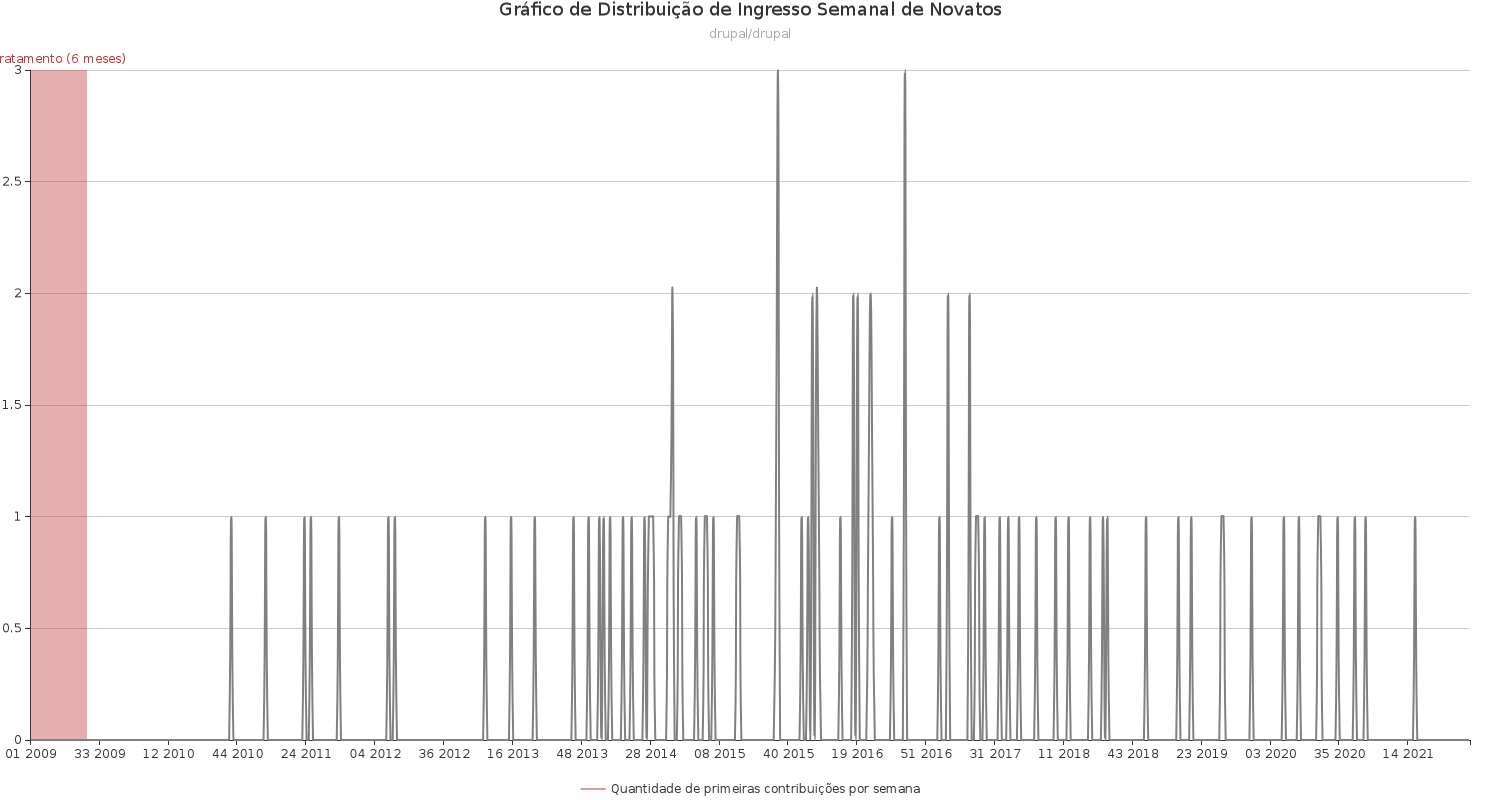 Gráfico de Distribuição de Ingresso Semanal de Novatos
drupal/drupal
ratamento (6 meses)
3
2.5
2
1.5
1
0.5
0
01 2009 33 2009 12 2010 44 2010 24 2011 04 2012 36 2012 16 2013 48 2013 28 2014 08 2015 40 2015 19 2016 51 2016 31 2017 11 2018 43 2018 23 2019 03 2020 35 2020 14 2021
Quantidade de primeiras contribuições por semana